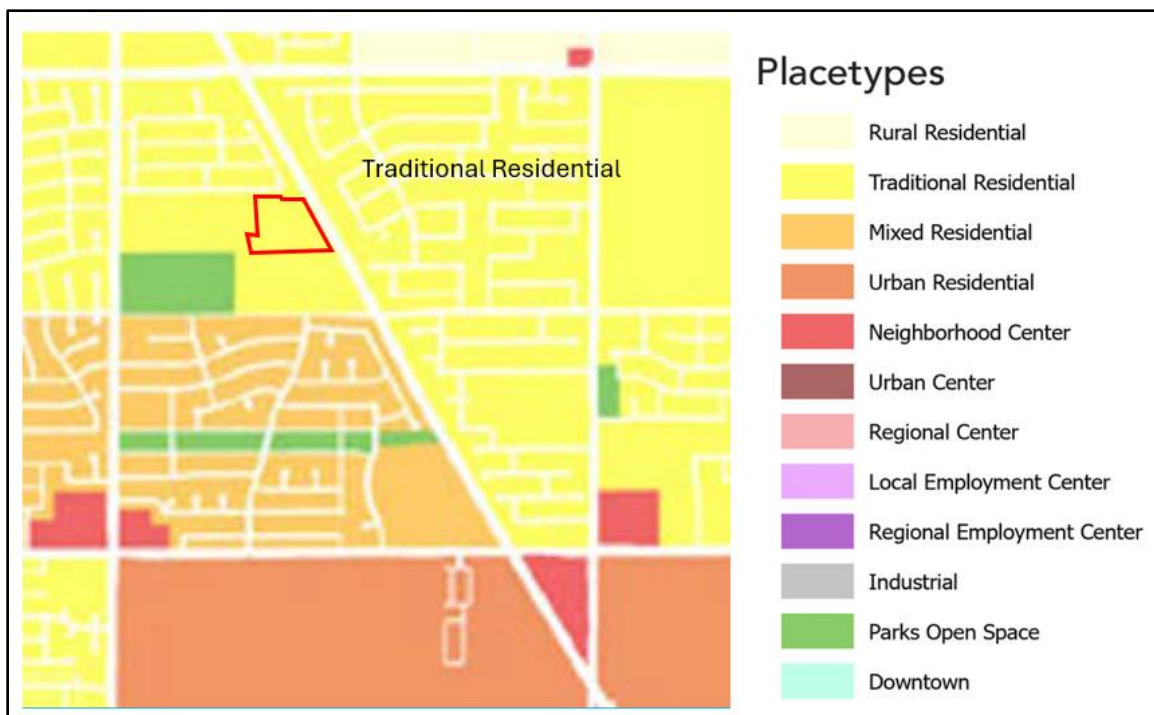 Traditional Residential
Placetypes
Rural Residential
Traditional Residential
Mixed Residential
Urban Residential
Neighborhood Center
Urban Center
Regional Center
Local Employment Center
Regional Employment Center
Industrial
Parks Open Space
Downtown